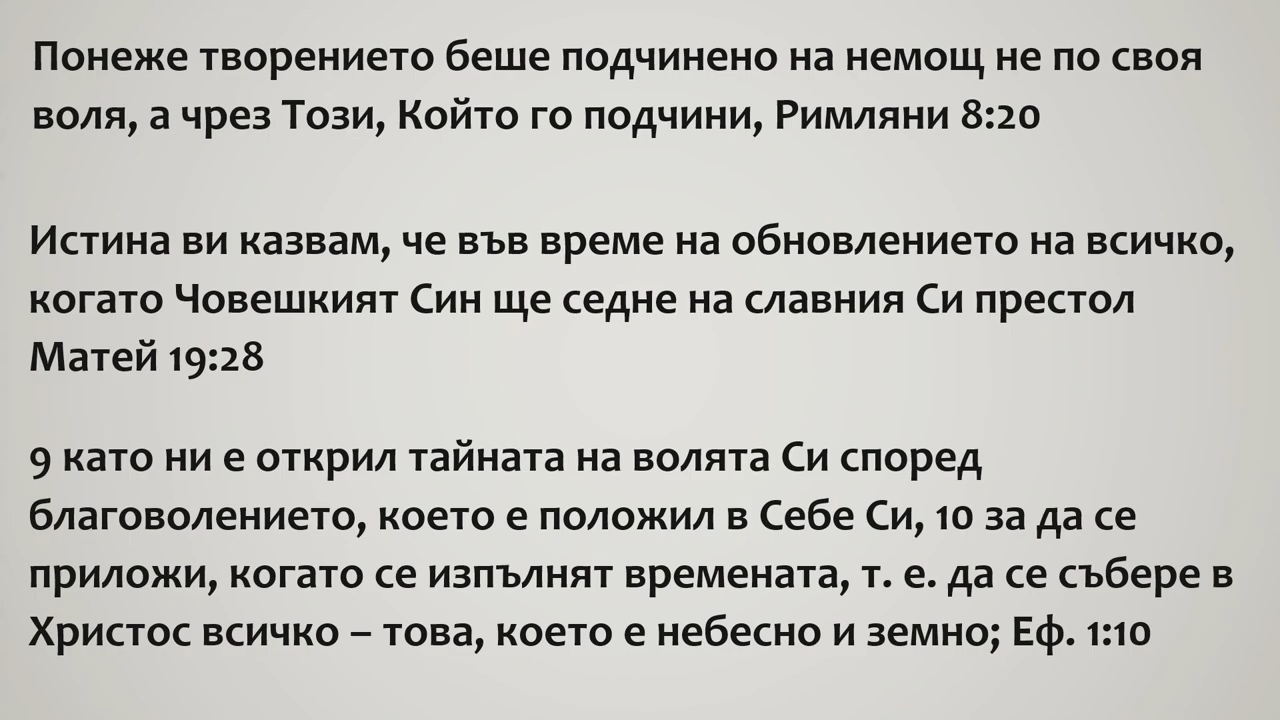 Понеже творението беше подчинено на немощ не по своя
воля, а чрез Този, Който го подчини, Римляни 8:20
Истина ви казвам, че във време на обновлението на всичко,
когато Човешкият Син ще седне на славния Си престол
Матей 19:28
9 като ни е открил тайната на волята Си според
благоволението, което е положил в Себе Си, 10 за да се
приложи, когато се изпълнят времената, т. е. да се събере в
Христос всичко – това, което е небесно и земно; Еф. 1:10